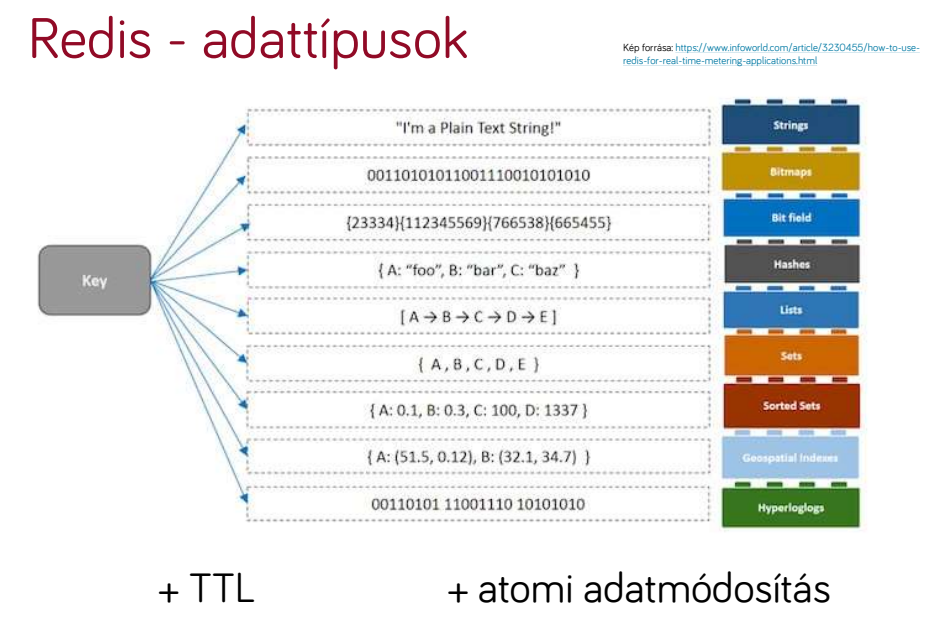 Redis - adattípusok
Kép forrása: https://www.infoworld.com/article/3230455/how-to-use-
redis-for-real-time-metering-applications.html
Key
"I'm a Plain Text String!"
Strings
0011010101100111001010​1010
Bitmaps
{23334}{112345569}{766538}{665455}
Bit field
{ A: “foo”, B: “bar”, C: “baz” }
Hashes
[ A → B → C → D → E ]
Lists
{ A , B , C , D , E }
Sets
{ A: 0.1, B: 0.3, C: 100, D: 1337 }
Sorted Sets
{ A: (51.5, 0.12), B: (32.1, 34.7) }
Geospatial Indexes
00110101 11001110 10101010
Hyperloglogs
+ TTL
+ atomi adatmódosítás